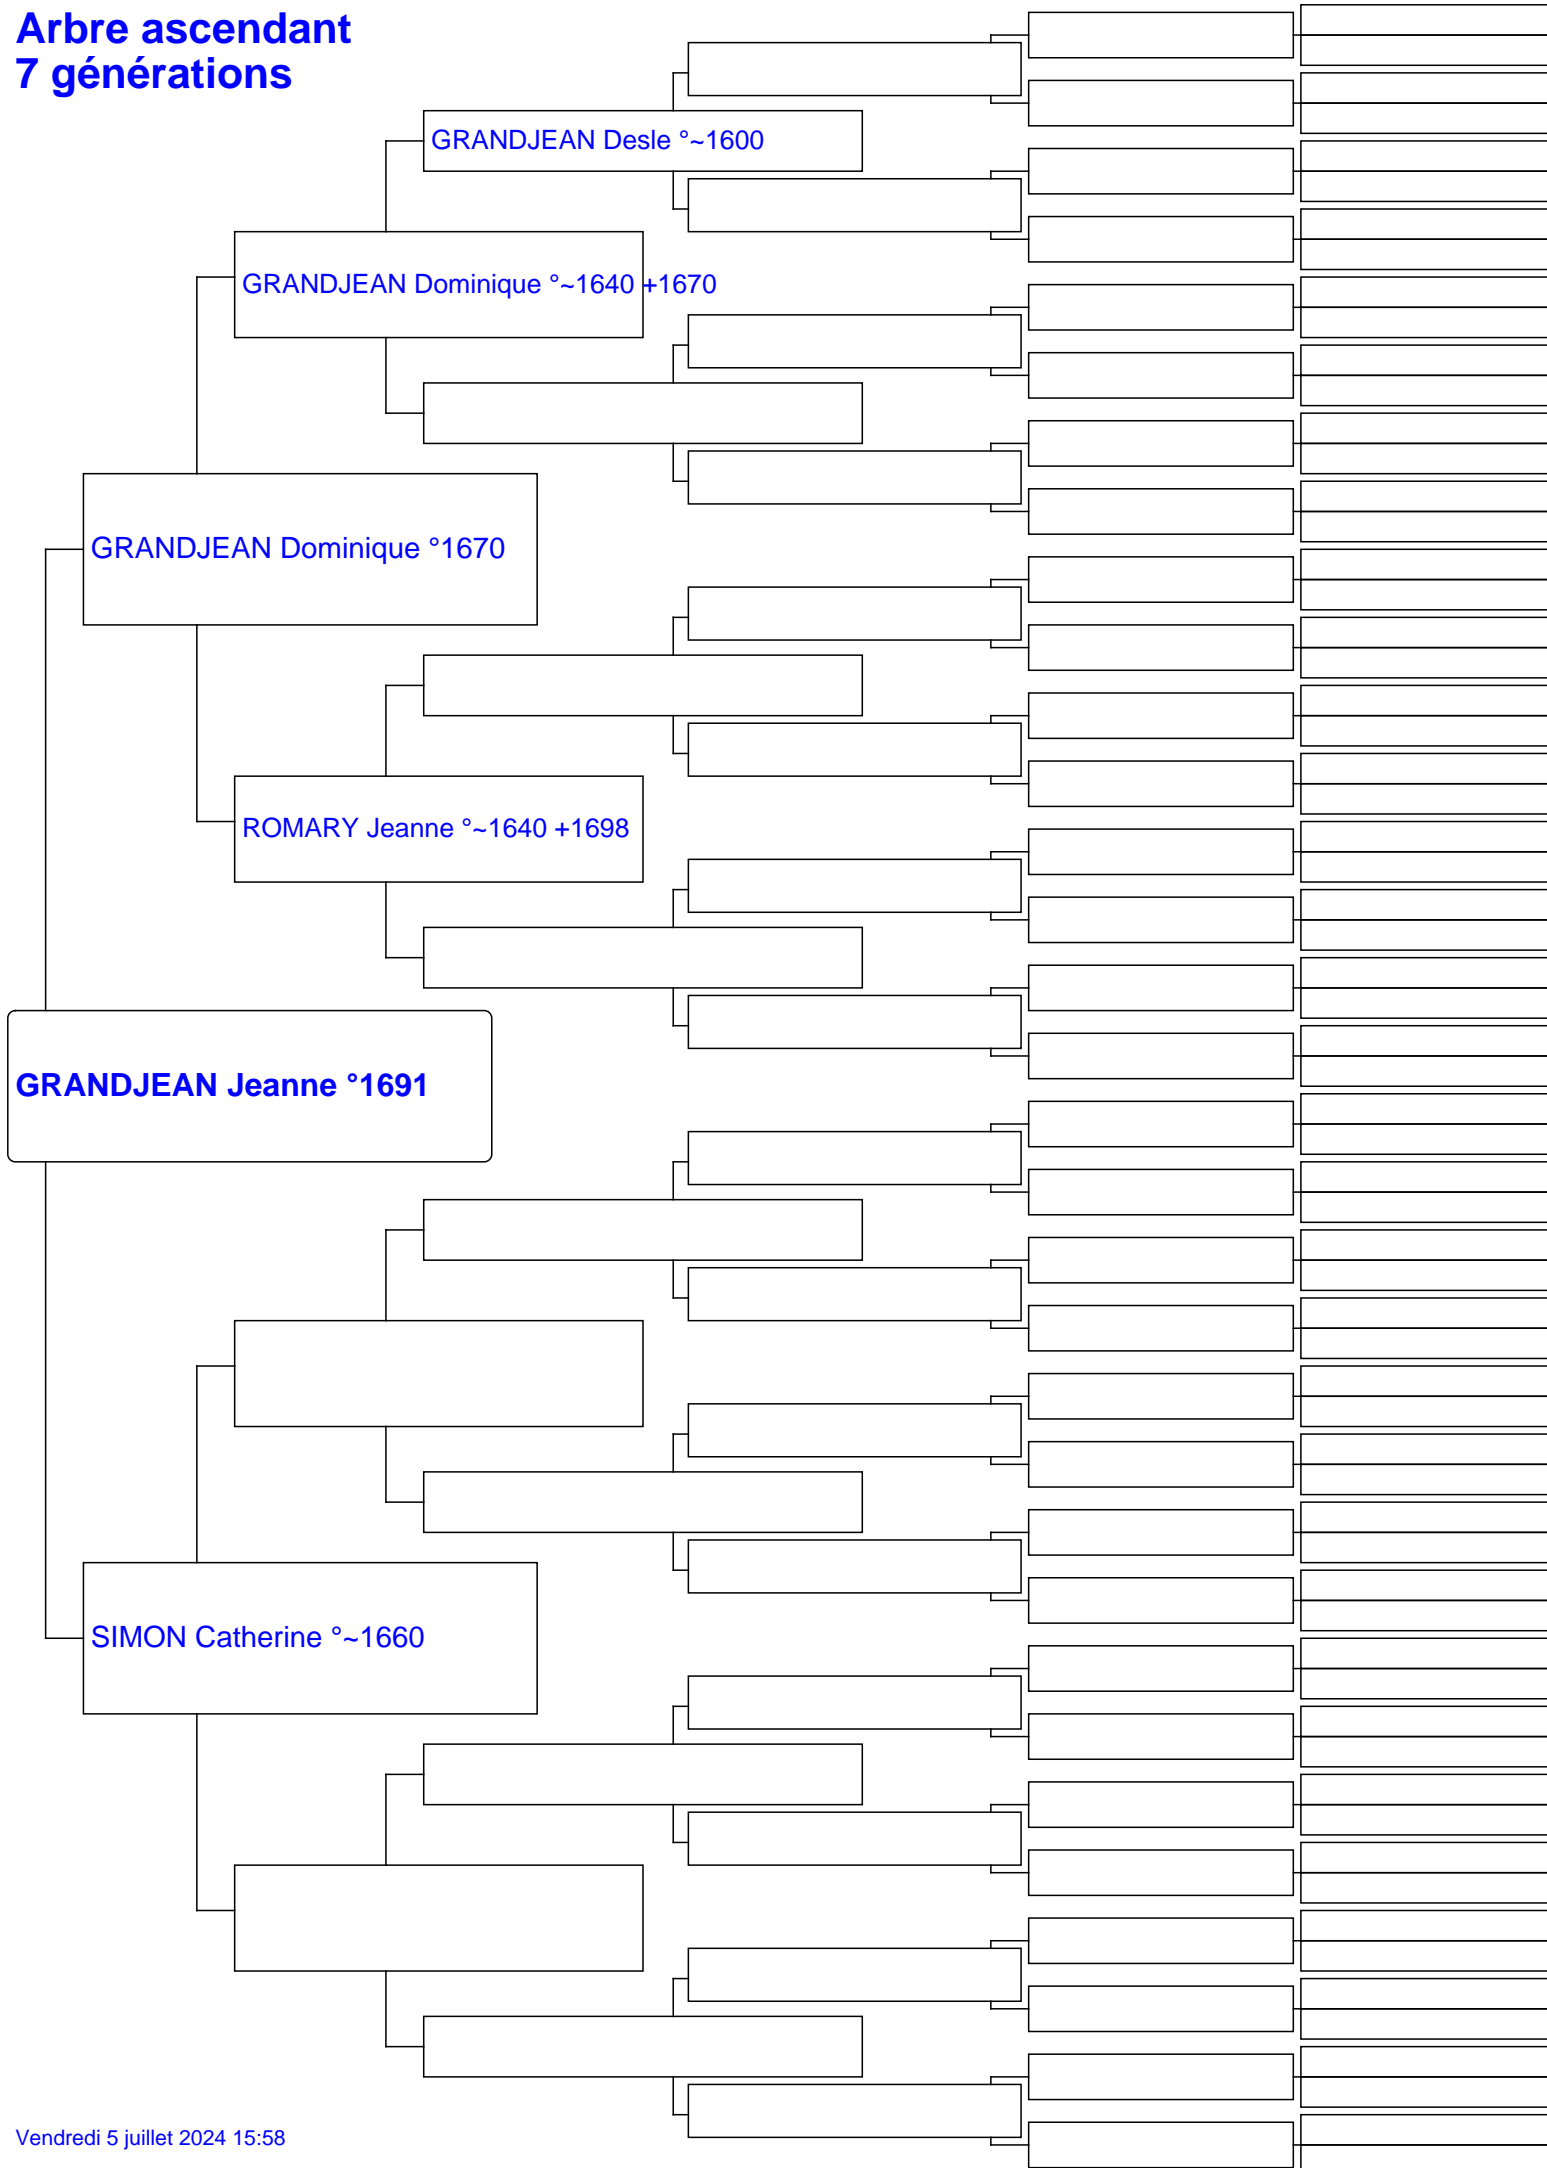 Arbre ascendant
7 générations
GRANDJEAN Desle °~1600
GRANDJEAN Dominique °~1640 +1670
GRANDJEAN Dominique °1670
ROMARY Jeanne °~1640 +1698
GRANDJEAN Jeanne °1691
SIMON Catherine °~1660
Vendredi 5 juillet 2024 15:58